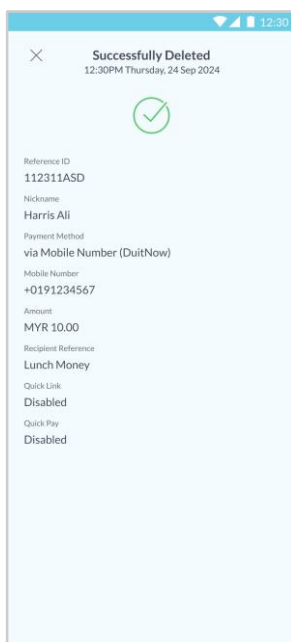 12:30
Successfully Deleted
12:30PM Thursday, 24 Sep 2024
Reference ID
112311ASD
Nickname
Harris Ali
Payment Method
via Mobile Number (DuitNow)
Mobile Number
+0191234567
Amount
MYR 10.00
Recipient Reference
Lunch Money
Quick Link
Disabled
Quick Pay
Disabled